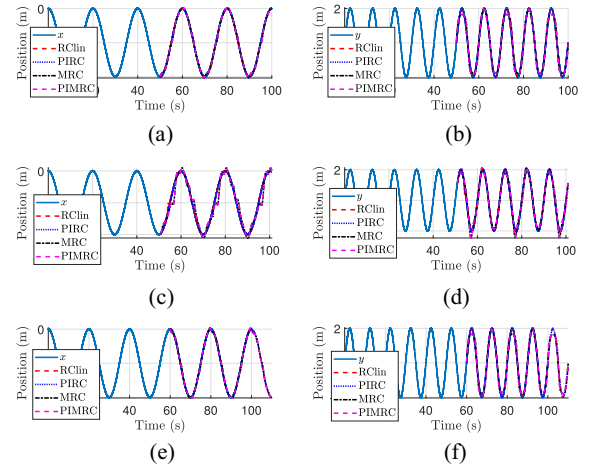 0
Position (m)
x
RClin
PIRC
MRC
PIMRC
40 60 80 100
Time (s)
(a)
2
Position (m)
y
RClin
PIRC
MRC
PIMRC
40 60 80 100
Time (s)
(b)
0
Position (m)
x
RClin
PIRC
MRC
PIMRC
40 60 80 100
Time (s)
(c)
2
Position (m)
y
RClin
PIRC
MRC
PIMRC
40 60 80 100
Time (s)
(d)
0
Position (m)
x
RClin
PIRC
MRC
PIMRC
40 60 80 100
Time (s)
(e)
2
Position (m)
y
RClin
PIRC
MRC
PIMRC
40 60 80 100
Time (s)
(f)